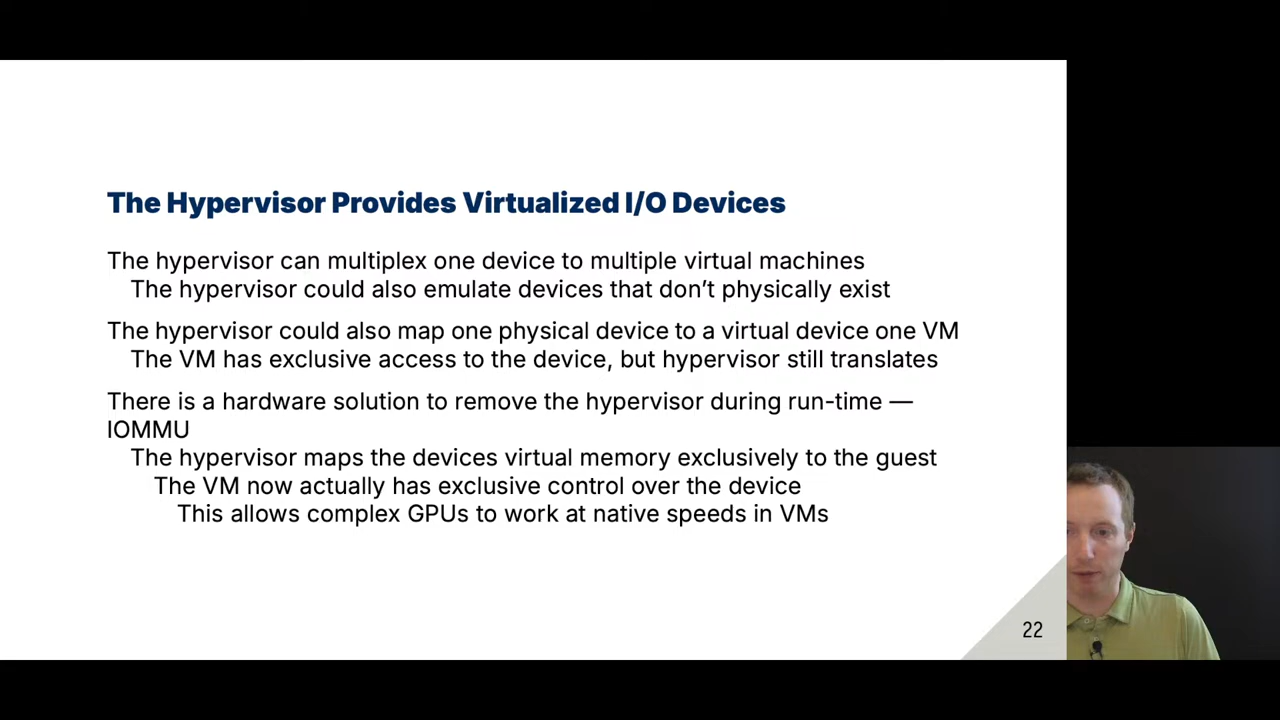 The Hypervisor Provides Virtualized I/O Devices
The hypervisor can multiplex one device to multiple virtual machines
The hypervisor could also emulate devices that don’t physically exist
The hypervisor could also map one physical device to a virtual device one VM
The VM has exclusive access to the device, but hypervisor still translates
There is a hardware solution to remove the hypervisor during run-time —
IOMMU
The hypervisor maps the devices virtual memory exclusively to the guest
The VM now actually has exclusive control over the device
This allows complex GPUs to work at native speeds in VMs
22